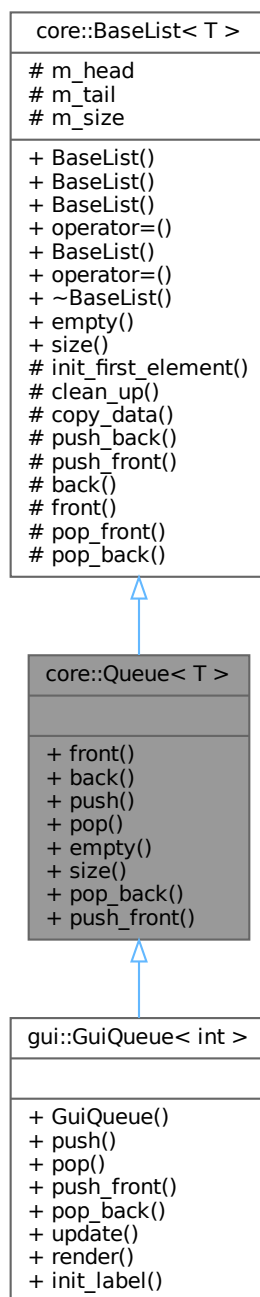 core::BaseList< T >
# m_head
# m_tail
# m_size
+ BaseList()
+ BaseList()
+ BaseList()
+ operator=()
+ BaseList()
+ operator=()
+ ~BaseList()
+ empty()
+ size()
# init_first_element()
# clean_up()
# copy_data()
# push_back()
# push_front()
# back()
# front()
# pop_front()
# pop_back()
core::Queue< T >
+ front()
+ back()
+ push()
+ pop()
+ empty()
+ size()
+ pop_back()
+ push_front()
gui::GuiQueue< int >
+ GuiQueue()
+ push()
+ pop()
+ push_front()
+ pop_back()
+ update()
+ render()
+ init_label()